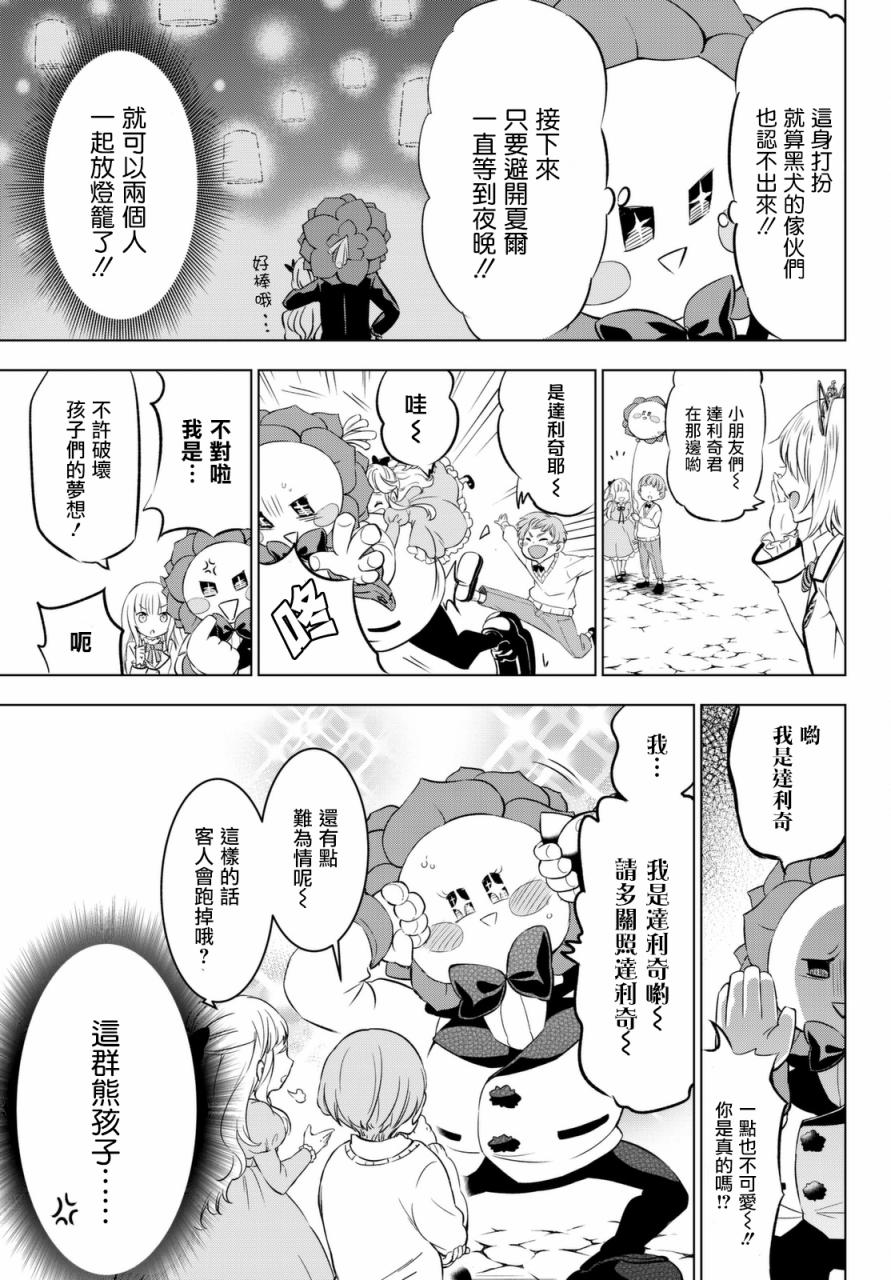 這身打扮
就算黑犬的傢伙們
也認不出來!!
接下來
只要避開夏爾
一直等到夜晚!!
就可以兩個人
一起放燈籠了!!
好棒哦…
小朋友們~
達利奇君
在那邊喲
是達利奇耶~
哇~
咚
不對啦
我是…
不許破壞
孩子們的夢想!
呃
喲
我是達利奇
一點也不可愛~!!
你是真的嗎!?
我…
我是達利奇喲~
請多關照達利奇~
還有點
難為情呢~
這樣的話
客人會跑掉哦?
這群熊孩子……